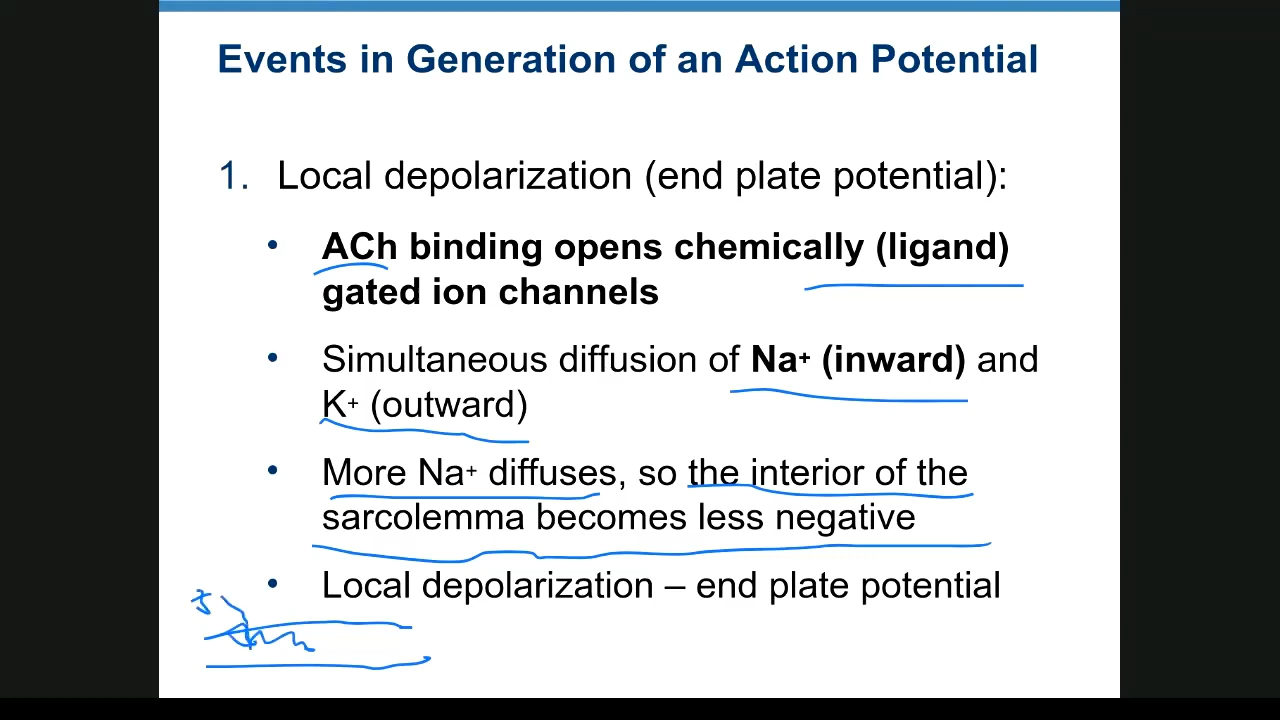 Events in Generation of an Action Potential
1. Local depolarization (end plate potential):
• ACh binding opens chemically (ligand)
gated ion channels
• Simultaneous diffusion of Na⁺ (inward) and
K⁺ (outward)
• More Na⁺ diffuses, so the interior of the
sarcolemma becomes less negative
• Local depolarization – end plate potential